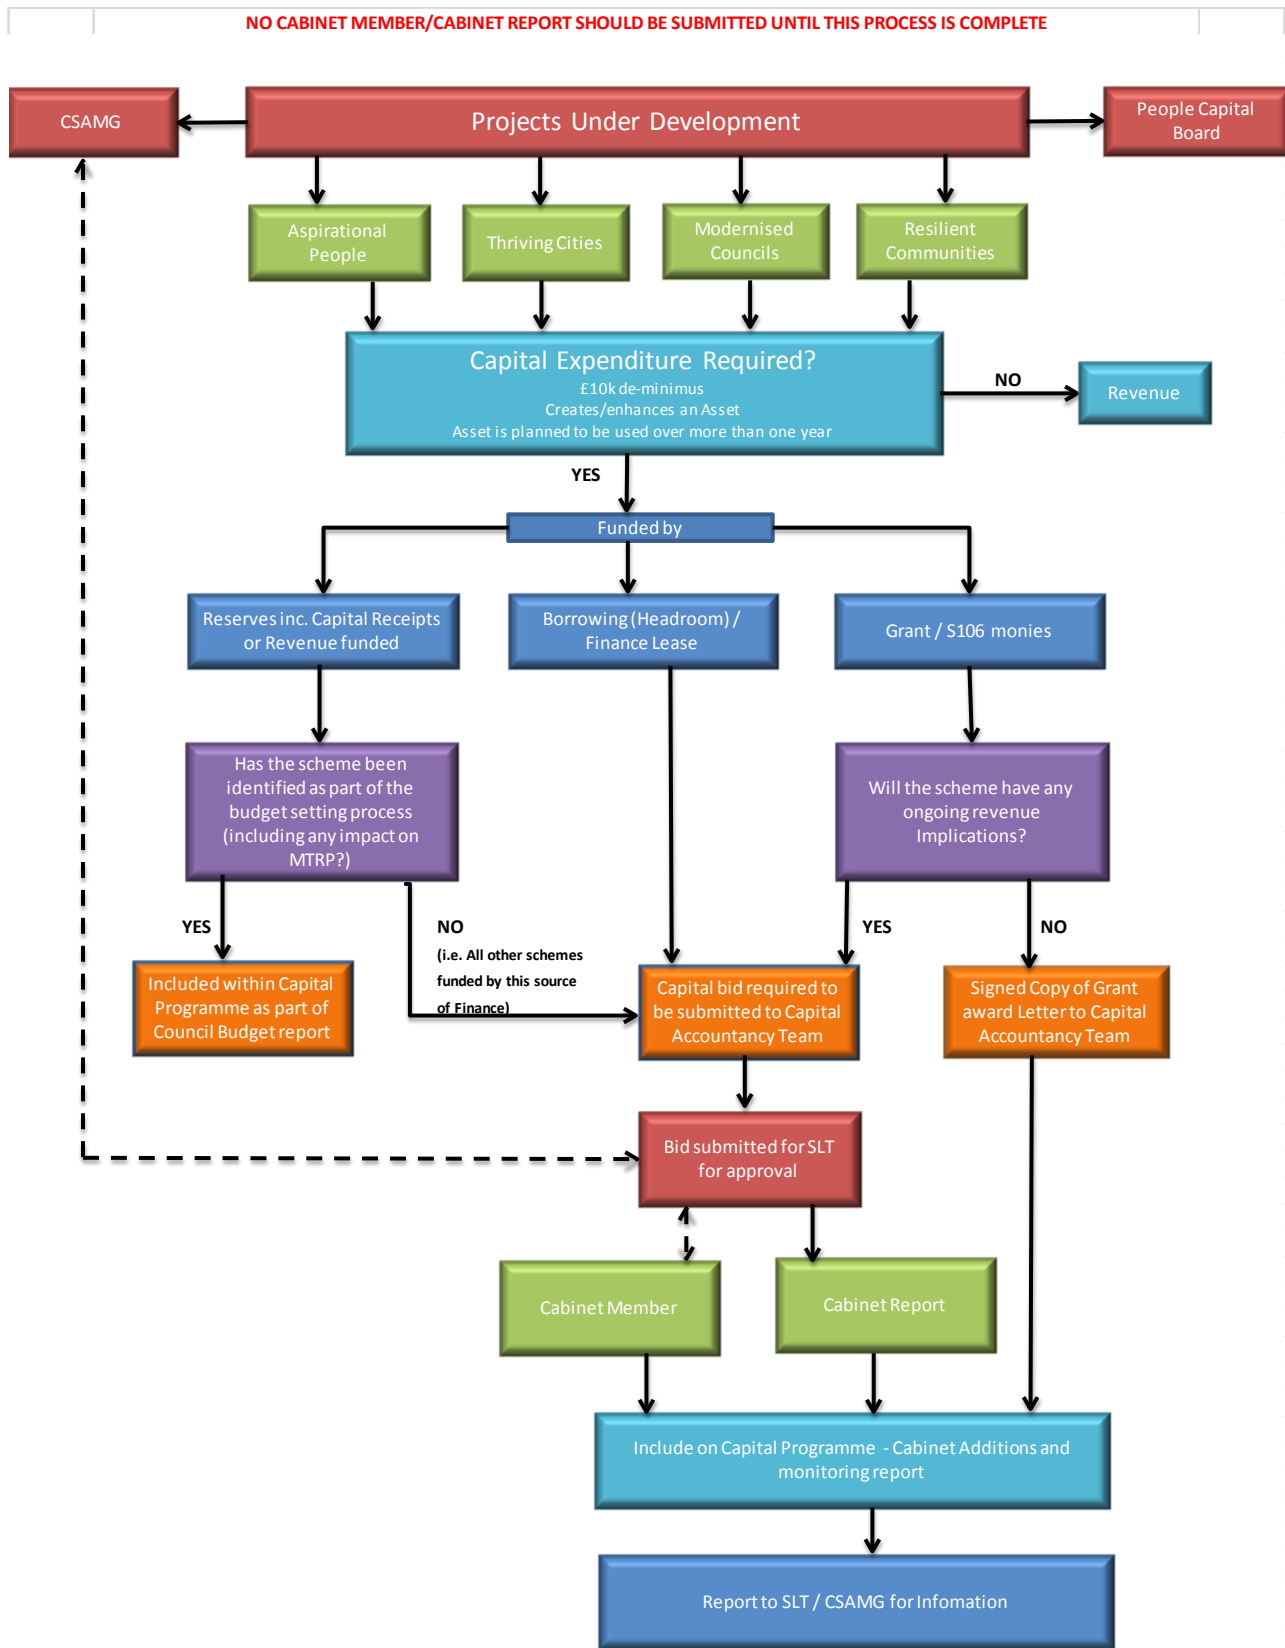 NO CABINET MEMBER/CABINET REPORT SHOULD BE SUBMITTED UNTIL THIS PROCESS IS COMPLETE
CSAMG
Projects Under Development
People Capital
Board
Aspirational
People
Thriving Cities
Modernised
Councils
Resilient
Communities
Capital Expenditure Required?
£10k de-minimus
Creates/enhances an Asset
Asset is planned to be used over more than one year
NO
Revenue
YES
Funded by
Reserves inc. Capital Receipts
or Revenue funded
Borrowing (Headroom) /
Finance Lease
Grant / S106 monies
Has the scheme been
identified as part of the
budget setting process
(including any impact on
MTRP?)
Will the scheme have any
ongoing revenue
Implications?
YES
NO
(i.e. All other schemes
funded by this source
of Finance)
YES
NO
Included within Capital
Programme as part of
Council Budget report
Capital bid required to
be submitted to Capital
Accountancy Team
Signed Copy of Grant
award Letter to Capital
Accountancy Team
Bid submitted for SLT
for approval
Cabinet Member
Cabinet Report
Include on Capital Programme - Cabinet Additions and
monitoring report
Report to SLT / CSAMG for Infomation